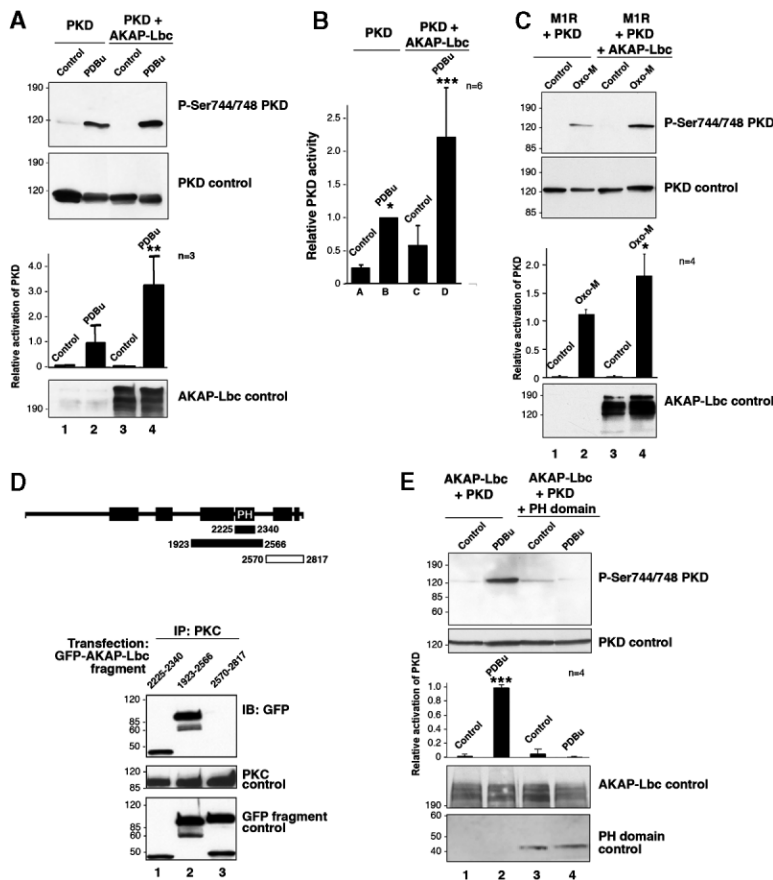 A
PKD
PKD +
AKAP-Lbc
Control
PDBu
Control
PDBu
190
120
P-Ser744/748 PKD
190
120
90
PKD control
Relative activation of PKD
4.0
3.0
2.0
1.0
0
Control
PDBu
Control
PDBu
**
n=3
190
AKAP-Lbc control
1 2 3 4
B
PKD
PKD +
AKAP-Lbc
Relative PKD activity
2.5
2.0
1.5
1.0
0.5
0
Control
PDBu
*
Control
PDBu
***
n=6
A B C D
C
M1R
+ PKD
M1R
+ PKD
+ AKAP-Lbc
Control
Oxo-M
Control
Oxo-M
190
120
85
P-Ser744/748 PKD
190
120
85
PKD control
Relative activation of PKD
2.0
1.5
1.0
0.5
0
Control
Oxo-M
Control
Oxo-M
*
n=4
190
120
AKAP-Lbc control
1 2 3 4
D
PH
2225 2340
1923 2566
2570 2817
IP: PKC
Transfection:
GFP-AKAP-Lbc
fragment
2225-2340
1923-2566
2570-2817
120
85
60
50
IB: GFP
120
85
PKC
control
120
85
60
50
GFP fragment
control
1 2 3
E
AKAP-Lbc
+ PKD
AKAP-Lbc
+ PKD
+ PH domain
Control
PDBu
Control
PDBu
190
120
85
60
P-Ser744/748 PKD
120
PKD control
Relative activation of PKD
1.0
0.8
0.6
0.4
0.2
0
Control
PDBu
***
Control
PDBu
n=4
190
AKAP-Lbc control
60
50
40
PH domain
control
1 2 3 4